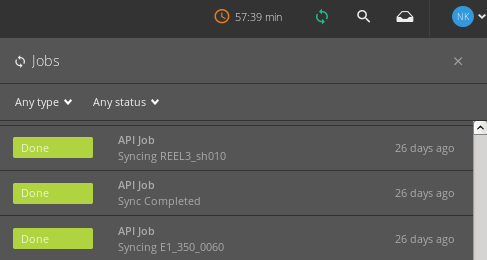 57:39 min
NK
Jobs
Any type Any status
Done API Job
Syncing REEL3_sh010 26 days ago
Done API Job
Sync Completed 26 days ago
Done API Job
Syncing E1_350_0060 26 days ago